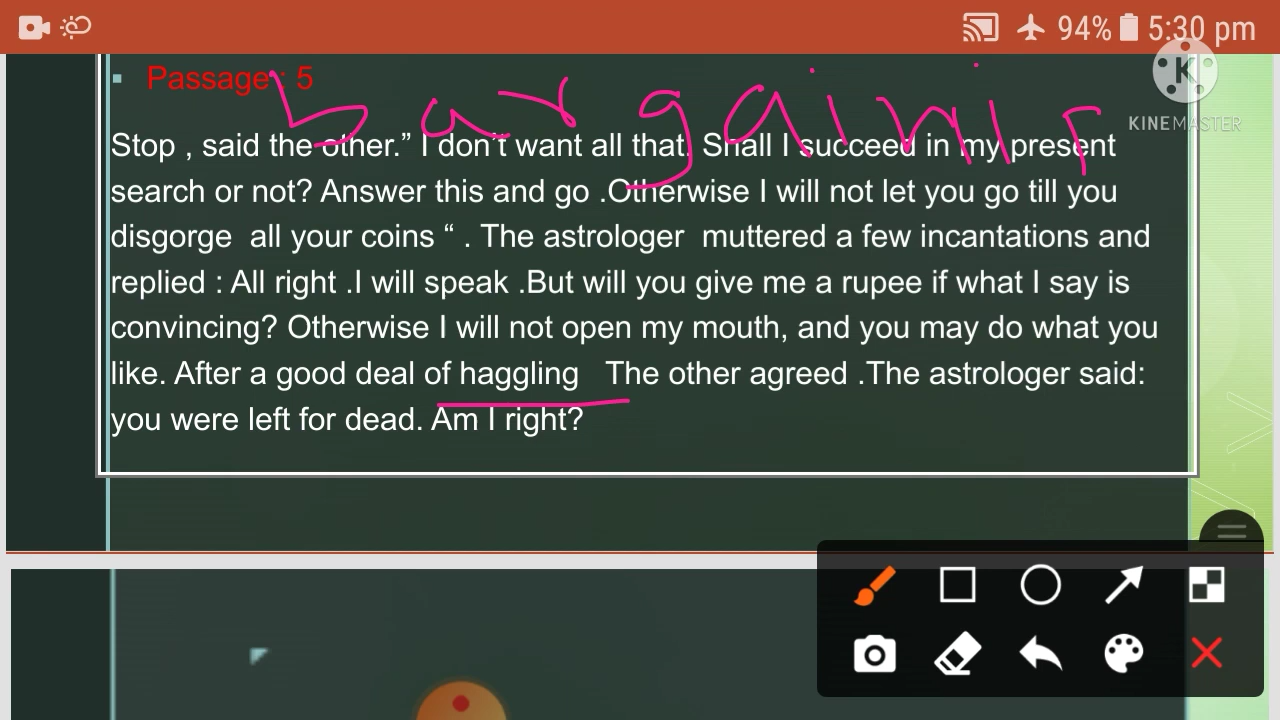 94% 5:30 pm
Passage : 5
bargainin
KINEMASTER
Stop , said the other.” I don’t want all that. Shall I succeed in my present
search or not? Answer this and go .Otherwise I will not let you go till you
disgorge all your coins “ . The astrologer muttered a few incantations and
replied : All right .I will speak .But will you give me a rupee if what I say is
convincing? Otherwise I will not open my mouth, and you may do what you
like. After a good deal of haggling The other agreed .The astrologer said:
you were left for dead. Am I right?